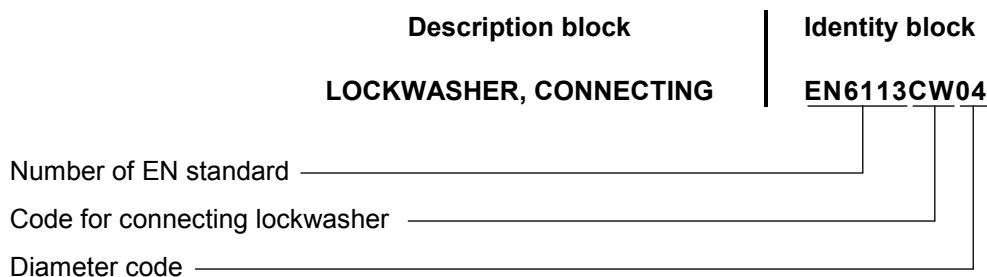 Description block Identity block
LOCKWASHER, CONNECTING EN6113CW04
Number of EN standard
Code for connecting lockwasher
Diameter code